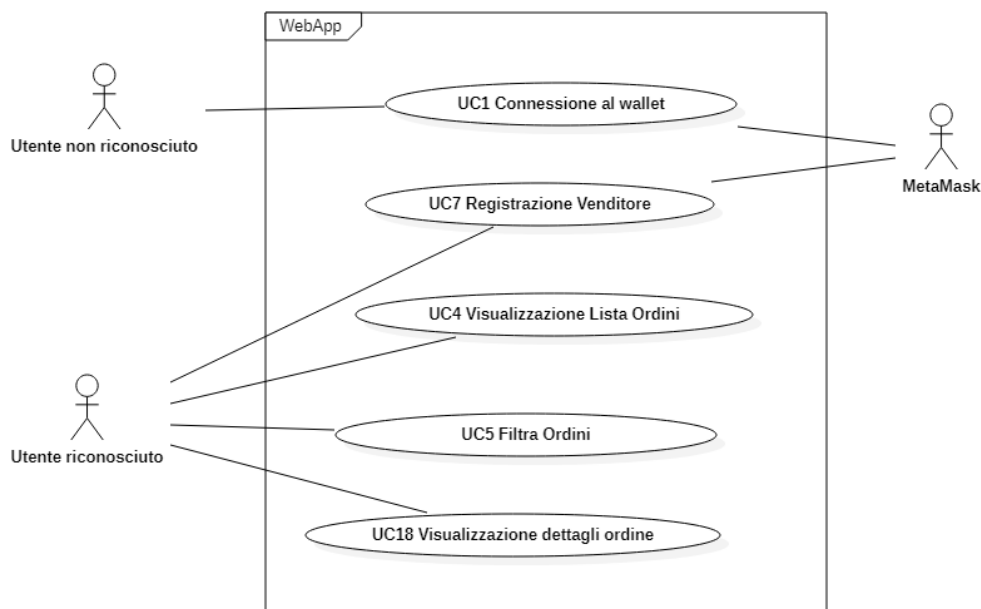 WebApp
UC1 Connessione al wallet
Utente non riconosciuto
MetaMask
UC7 Registrazione Venditore
UC4 Visualizzazione Lista Ordini
UC5 Filtra Ordini
Utente riconosciuto
UC18 Visualizzazione dettagli ordine